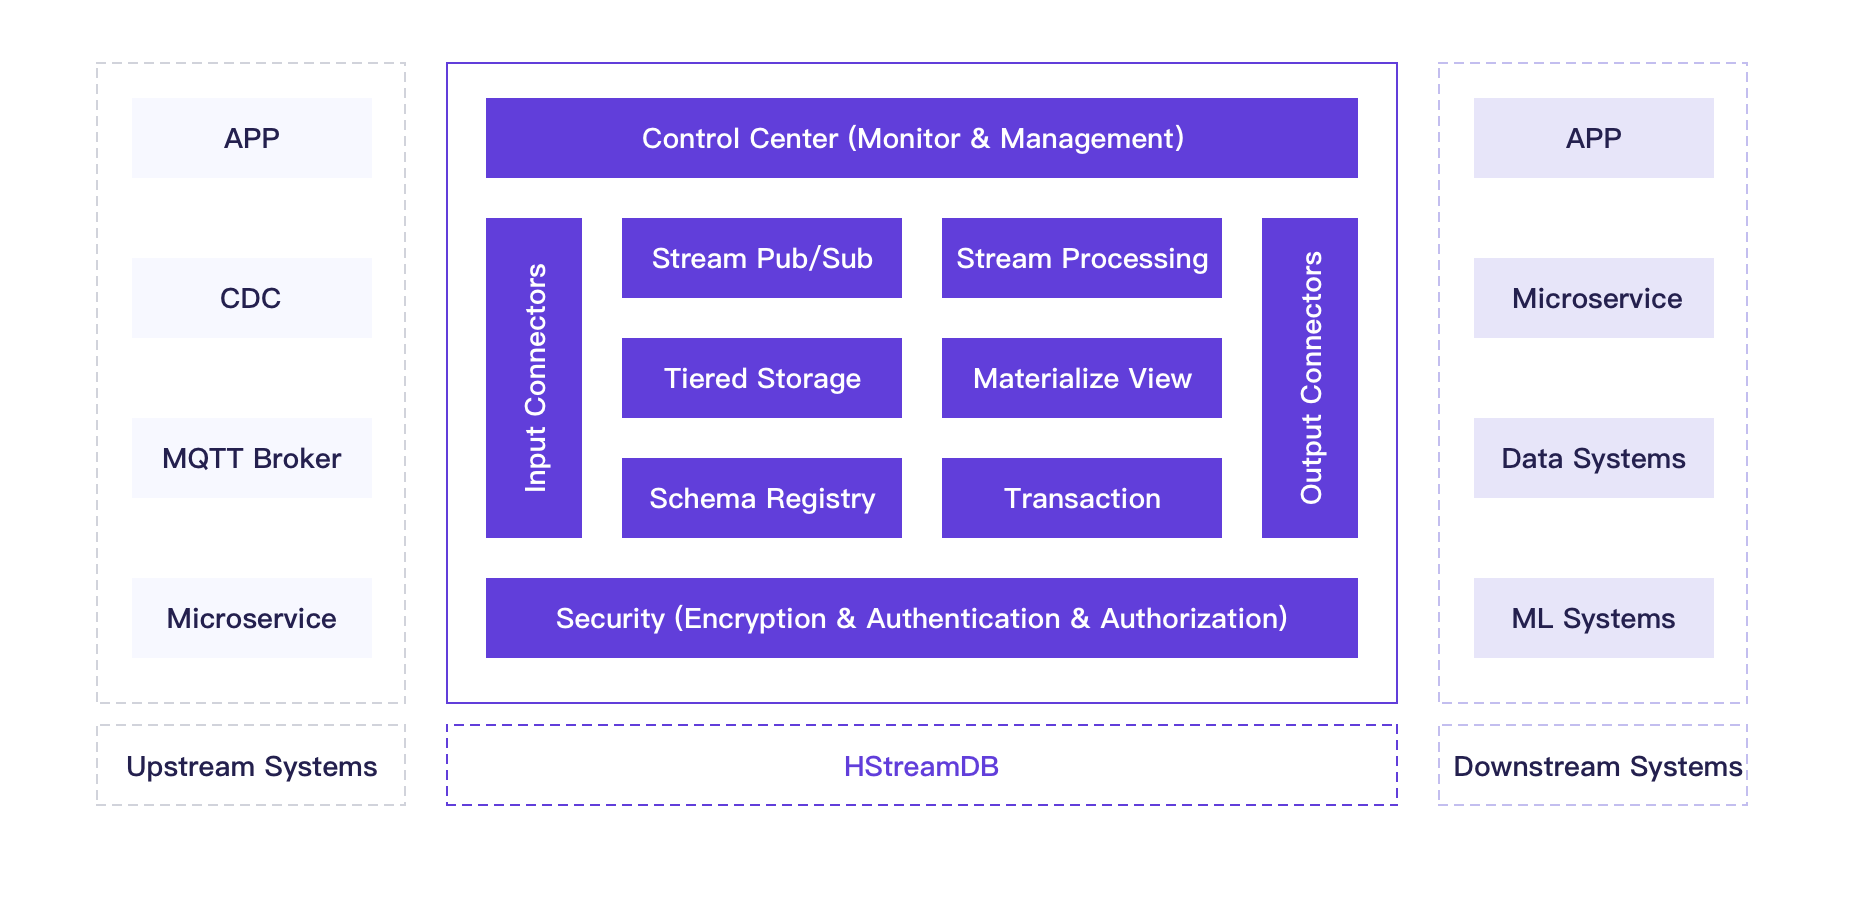 APP
CDC
MQTT Broker
Microservice
Upstream Systems
Control Center (Monitor & Management)
Input Connectors
Stream Pub/Sub
Stream Processing
Tiered Storage
Materialize View
Schema Registry
Transaction
Output Connectors
Security (Encryption & Authentication & Authorization)
HStreamDB
APP
Microservice
Data Systems
ML Systems
Downstream Systems